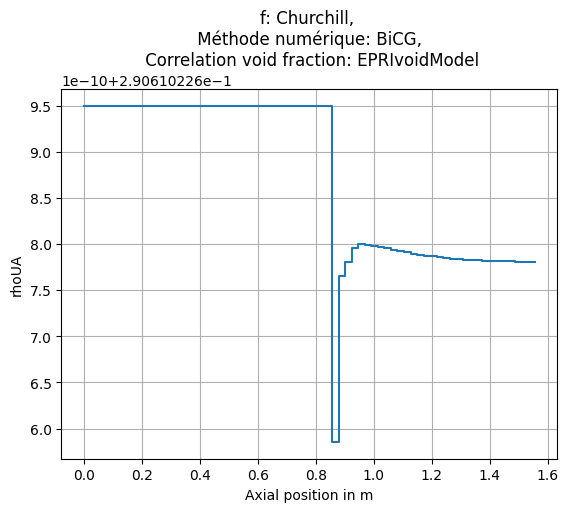 f: Churchill,
Méthode numérique: BiCG,
Correlation void fraction: EPRIvoidModel
1e−10+2.90610226e−1
9.5
9.0
8.5
8.0
7.5
7.0
6.5
6.0
rhoUA
0.0 0.2 0.4 0.6 0.8 1.0 1.2 1.4 1.6
Axial position in m